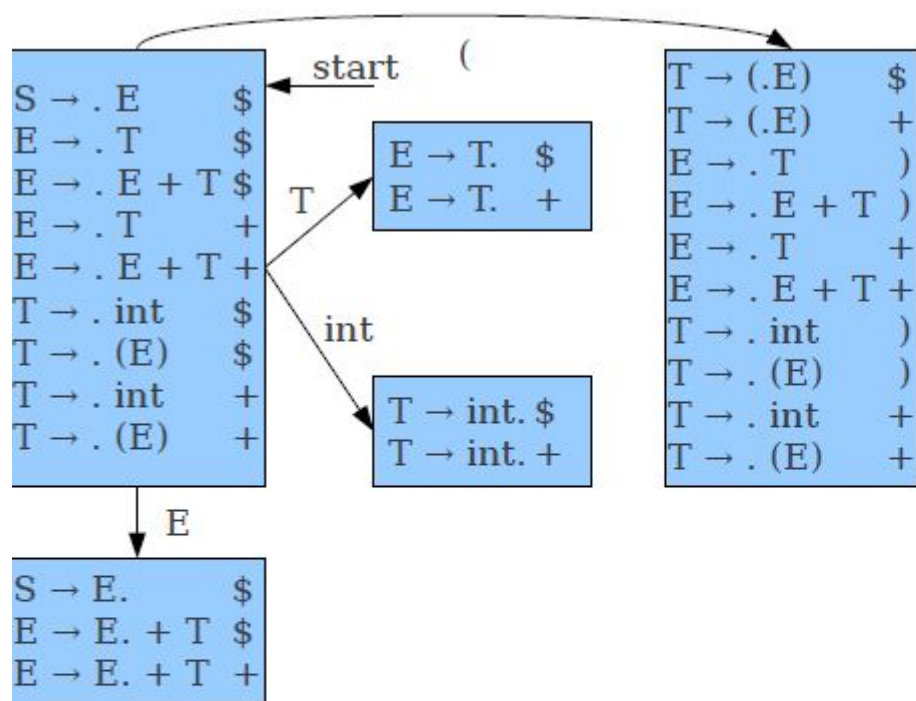 (
start
S → . E $
E → . T $
E → . E + T $
E → . T +
E → . E + T +
T → . int $
T → . (E) $
T → . int +
T → . (E) +
T
E → T. $
E → T. +
int
T → int. $
T → int. +
T → (.E) $
T → (.E) +
E → . T )
E → . E + T )
E → . T +
E → . E + T +
T → . int )
T → . (E) )
T → . int +
T → . (E) +
E
S → E. $
E → E. + T $
E → E. + T +